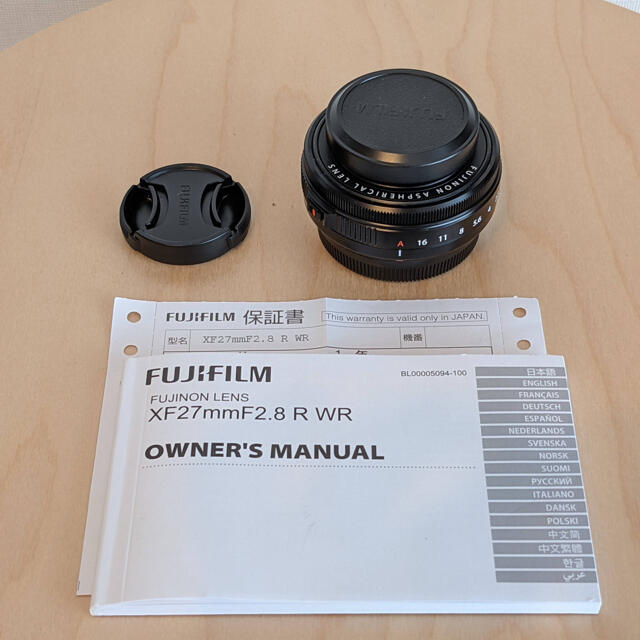 FUJIFILM
FUJIFILM
FUJINON ASPHERICAL LENS
A 16 11 8 5.6 4
FUJIFILM 保証書 This warranty is valid only in JAPAN.
型名 XF27mmF2.8 R WR 機番
FUJIFILM
BL00005094-100
FUJINON LENS
XF27mmF2.8 R WR
OWNER'S MANUAL
日本語
ENGLISH
FRANÇAIS
DEUTSCH
ESPAÑOL
NEDERLANDS
SVENSKA
NORSK
SUOMI
РУССКИЙ
ITALIANO
DANSK
POLSKI
中文简
中文繁體
한글
عربي